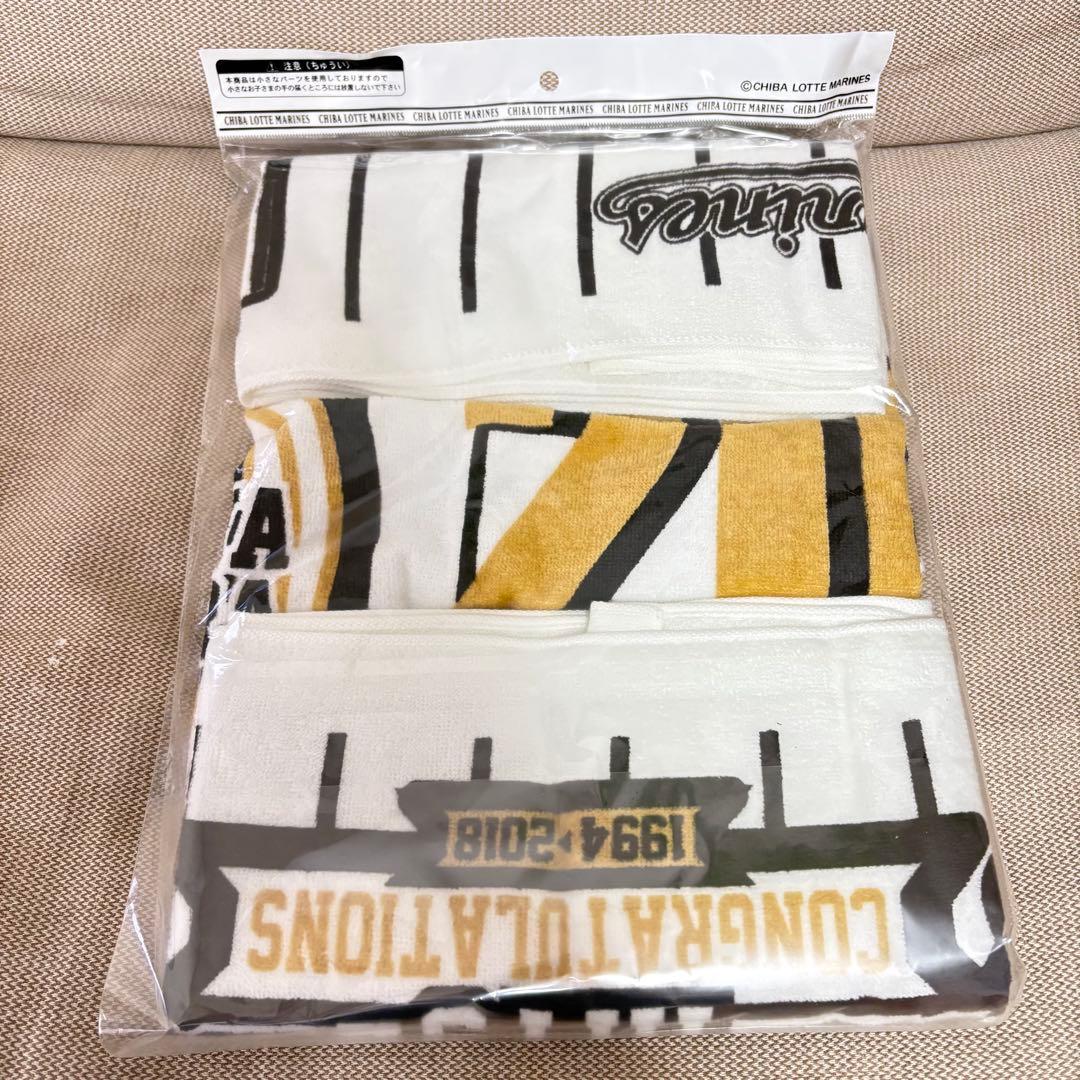 ⚠ 注意(ちゅうい)
本商品は小さなパーツを使用しておりますので
小さなお子さまの手の届くところには放置しないで下さい
©CHIBA LOTTE MARINES
CHIBA LOTTE MARINES CHIBA LOTTE MARINES CHIBA LOTTE MARINES CHIBA LOTTE MARINES CHIBA LOTTE MARINES CHIBA LOTTE MARINES CHIBA LOTTE MARINES
ines
1994▸2018
CONGRATULATIONS